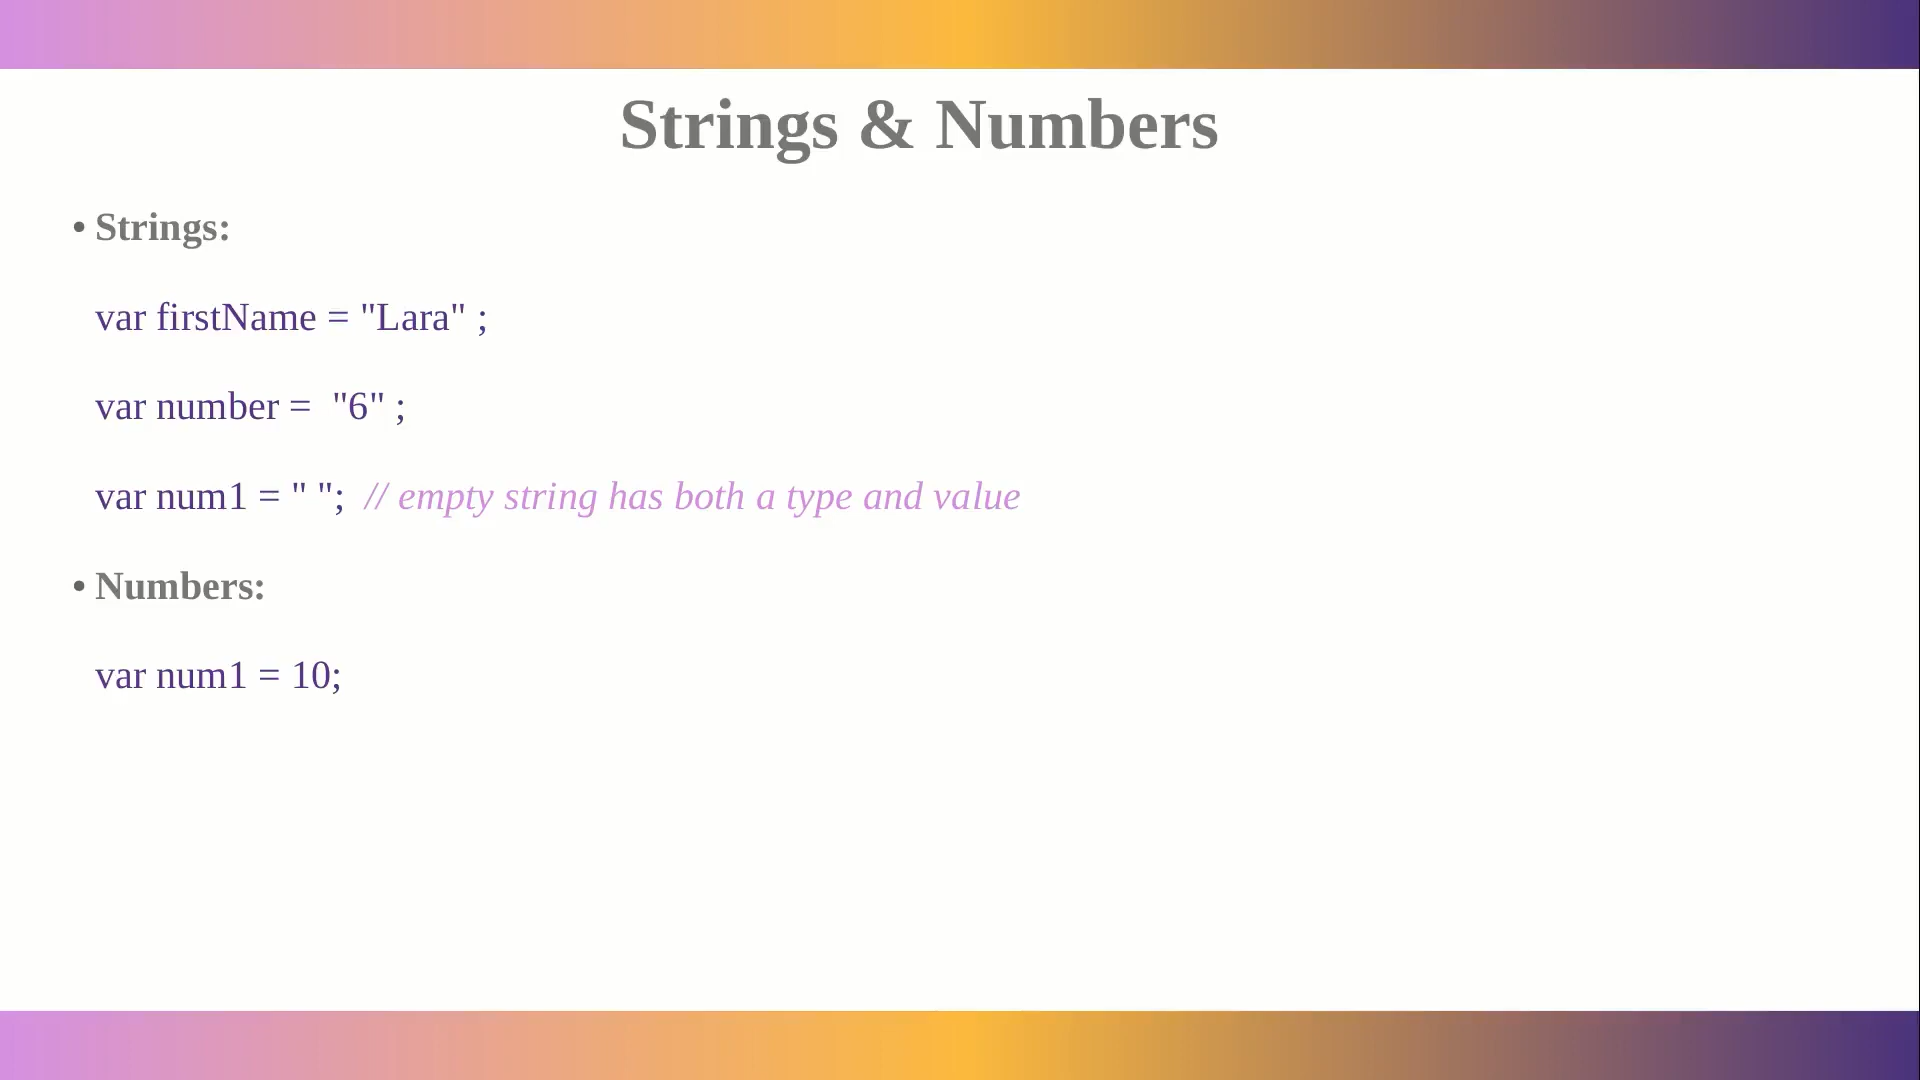 Strings & Numbers
• Strings:
var firstName = "Lara" ;
var number =  "6" ;
var num1 = " ";  // empty string has both a type and value
• Numbers:
var num1 = 10;